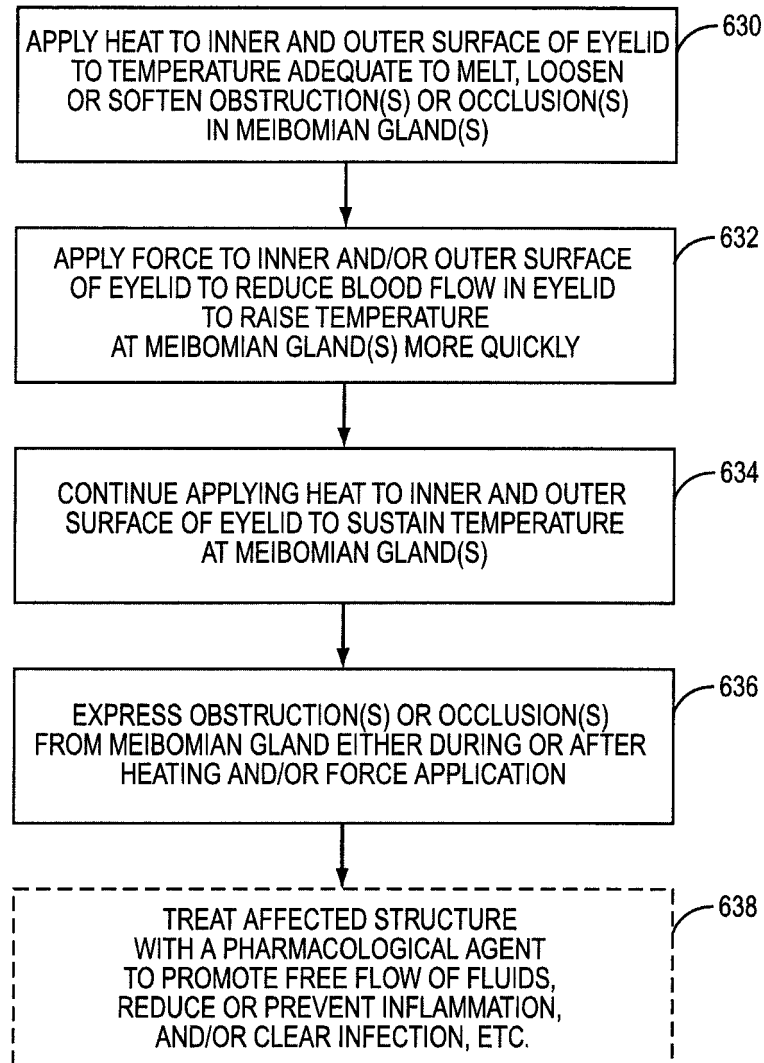 630
APPLY HEAT TO INNER AND OUTER SURFACE OF EYELID
TO TEMPERATURE ADEQUATE TO MELT, LOOSEN
OR SOFTEN OBSTRUCTION(S) OR OCCLUSION(S)
IN MEIBOMIAN GLAND(S)
632
APPLY FORCE TO INNER AND/OR OUTER SURFACE
OF EYELID TO REDUCE BLOOD FLOW IN EYELID
TO RAISE TEMPERATURE
AT MEIBOMIAN GLAND(S) MORE QUICKLY
634
CONTINUE APPLYING HEAT TO INNER AND OUTER
SURFACE OF EYELID TO SUSTAIN TEMPERATURE
AT MEIBOMIAN GLAND(S)
636
EXPRESS OBSTRUCTION(S) OR OCCLUSION(S)
FROM MEIBOMIAN GLAND EITHER DURING OR AFTER
HEATING AND/OR FORCE APPLICATION
638
TREAT AFFECTED STRUCTURE
WITH A PHARMACOLOGICAL AGENT
TO PROMOTE FREE FLOW OF FLUIDS,
REDUCE OR PREVENT INFLAMMATION,
AND/OR CLEAR INFECTION, ETC.